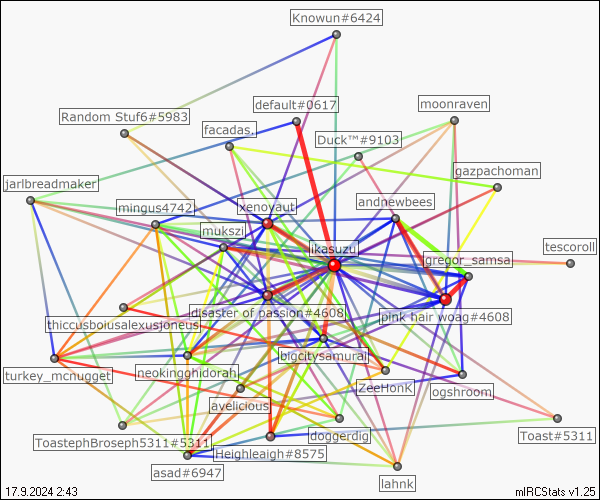 Knowun#6424
default#0617
moonraven
Random Stuf6#5983
facadas.
Duck™#9103
gazpachoman
jarlbreadmaker
mingus4742
xenovaut
andnewbees
mukszi
ikasuzu
tescoroll
gregor_samsa
disaster of passion#4608
pink hair woag#4608
thiccusboiusalexusjoneus
bigcitysamuraj
turkey_mcnugget
neokingghidorah
ZeeHonk
ogshroom
avelicious
ToastephBroseph5311#5311
doggerdig
Toast#5311
Heighleaigh#8575
asad#6947
lahnk
17.9.2024 2:43
mIRCStats v1.25